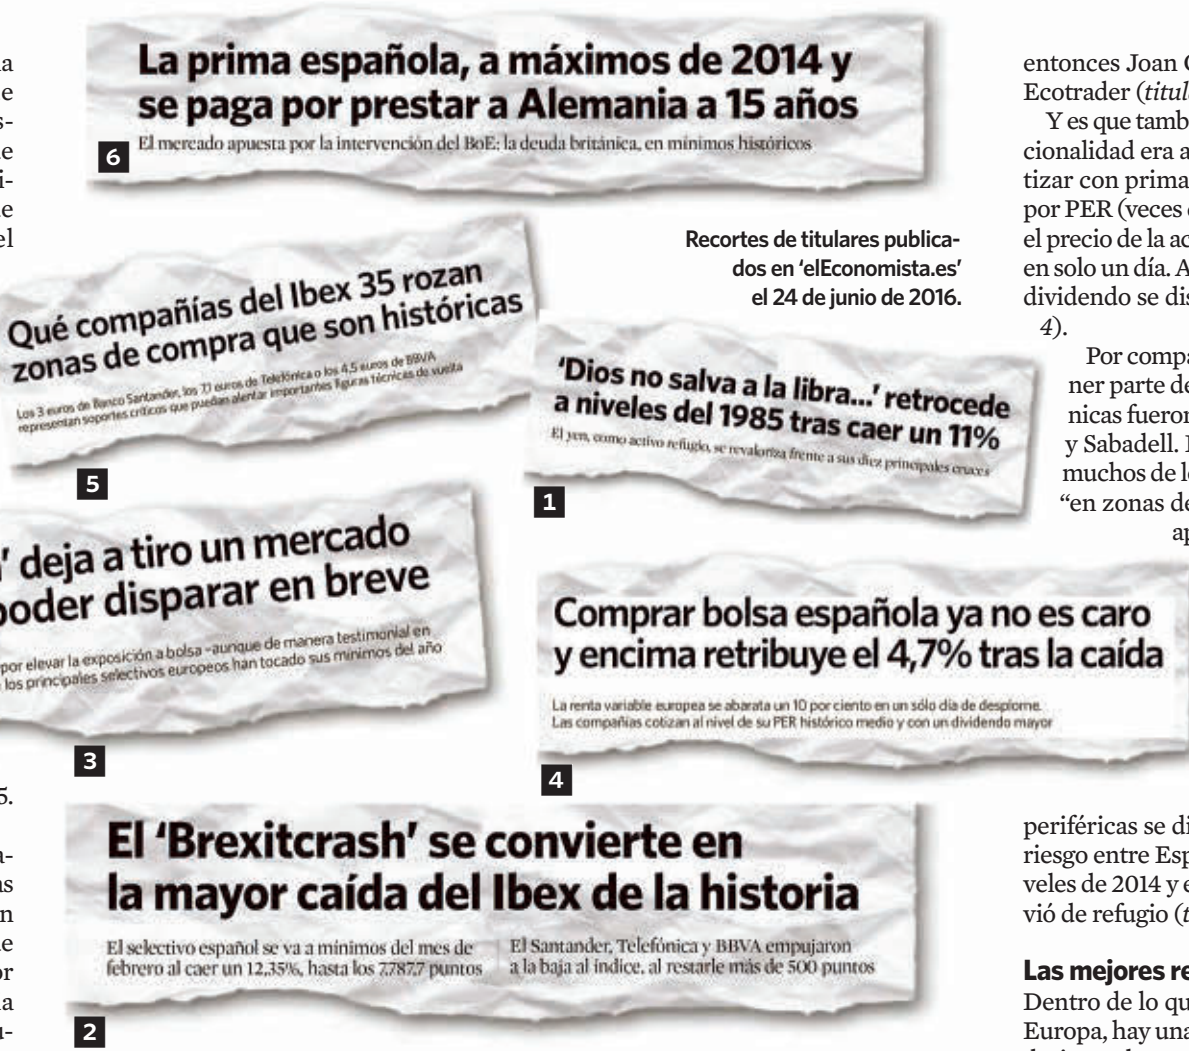 La prima española, a máximos de 2014 y
se paga por prestar a Alemania a 15 años
El mercado apuesta por la intervención del BoE: la deuda británica, en mínimos históricos
6
Recortes de titulares publica-
dos en 'elEconomista.es'
el 24 de junio de 2016.
Qué compañías del Ibex 35 rozan
zonas de compra que son históricas
Los 3 euros de Banco Santander, los 7,1 euros de Telefónica o los 4,5 euros de BBVA
representan soportes críticos que puedan alentar importantes figuras técnicas de vuelta
5
'Dios no salva a la libra...' retrocede
a niveles del 1985 tras caer un 11%
El yen, como activo refugio, se revaloriza frente a sus diez principales cruces
1
' deja a tiro un mercado
poder disparar en breve
por elevar la exposición a bolsa -aunque de manera testimonial en
los principales selectivos europeos han tocado sus mínimos del año
3
Comprar bolsa española ya no es caro
y encima retribuye el 4,7% tras la caída
La renta variable europea se abarata un 10 por ciento en un sólo día de desplome.
Las compañías cotizan al nivel de su PER histórico medio y con un dividendo mayor
4
El 'Brexitcrash' se convierte en
la mayor caída del Ibex de la historia
El selectivo español se va a mínimos del mes de
febrero al caer un 12,35%, hasta los 7.787,7 puntos
El Santander, Telefónica y BBVA empujaron
a la baja al índice, al restarle más de 500 puntos
2
entonces Joan
Ecotrader (
Y es que
cionalidad era
tizar con prima
por PER (veces
el precio de la
en solo un día.
dividendo se
4).
Por
ner parte de
nicas fueron
y Sabadell.
muchos de
"en zonas de
periféricas se
riesgo entre
veles de 2014 y
vió de refugio (
Las mejores
Dentro de lo
Europa, hay una